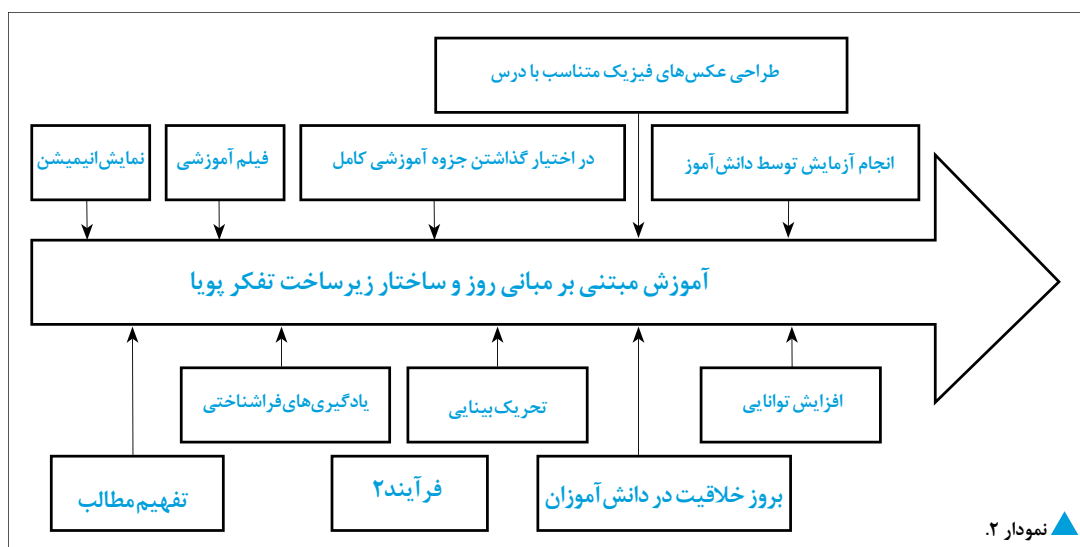 طراحی عکس‌های فیزیک متناسب با درس
انجام آزمایش توسط دانش‌آموز
در اختیار گذاشتن جزوه آموزشی کامل
فیلم آموزشی
نمایش انیمیشن
آموزش مبتنی بر مبانی روز و ساختار زیرساخت تفکر پویا
افزایش توانایی
تحریک بینایی
یادگیری‌های فراشناختی
بروز خلاقیت در دانش‌آموزان
فرآیند۲
تفهیم مطالب
نمودار ۲.